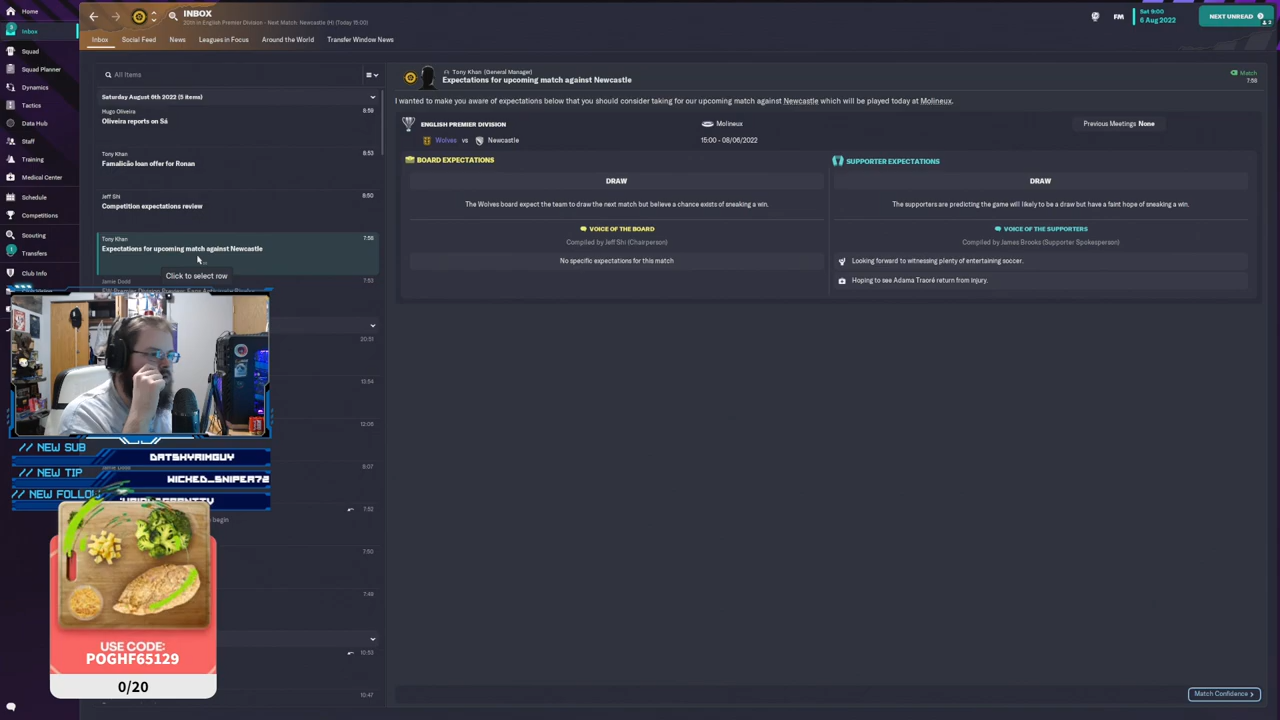 Home
Inbox
Squad
Squad Planner
Dynamics
Tactics
Data Hub
Staff
Training
Medical Center
Schedule
Competitions
Scouting
Transfers
Club Info
INBOX
20th in English Premier Division - Next Match: Newcastle (H) (Today 15:00)
FM
Sat 9:00
6 Aug 2022
NEXT UNREAD
Inbox
Social Feed
News
Leagues in Focus
Around the World
Transfer Window News
All Items
Saturday August 6th 2022 (5 items)
Hugo Oliveira
8:59
Oliveira reports on Sá
Tony Khan
8:53
Famalicão loan offer for Ronan
Jeff Shi
8:50
Competition expectations review
Tony Khan
7:58
Expectations for upcoming match against Newcastle
Click to select row
Jamie Dodd
7:53
20:51
13:54
12:06
8:07
7:52
begin
7:50
7:49
10:53
10:47
Tony Khan (General Manager)
Expectations for upcoming match against Newcastle
Match
7:58
I wanted to make you aware of expectations below that you should consider taking for our upcoming match against Newcastle which will be played today at Molineux.
ENGLISH PREMIER DIVISION
Molineux
Previous Meetings None
Wolves vs Newcastle
15:00 - 08/06/2022
BOARD EXPECTATIONS
DRAW
The Wolves board expect the team to draw the next match but believe a chance exists of sneaking a win.
VOICE OF THE BOARD
Compiled by Jeff Shi (Chairperson)
No specific expectations for this match
SUPPORTER EXPECTATIONS
DRAW
The supporters are predicting the game will likely to be a draw but have a faint hope of sneaking a win.
VOICE OF THE SUPPORTERS
Compiled by James Brooks (Supporter Spokesperson)
Looking forward to witnessing plenty of entertaining soccer.
Hoping to see Adama Traoré return from injury.
Match Confidence
// NEW SUB
DATSHYRIMGUY
// NEW TIP
WICKED_SNIPER72
// NEW FOLLOW
USE CODE:
POGHF65129
0/20